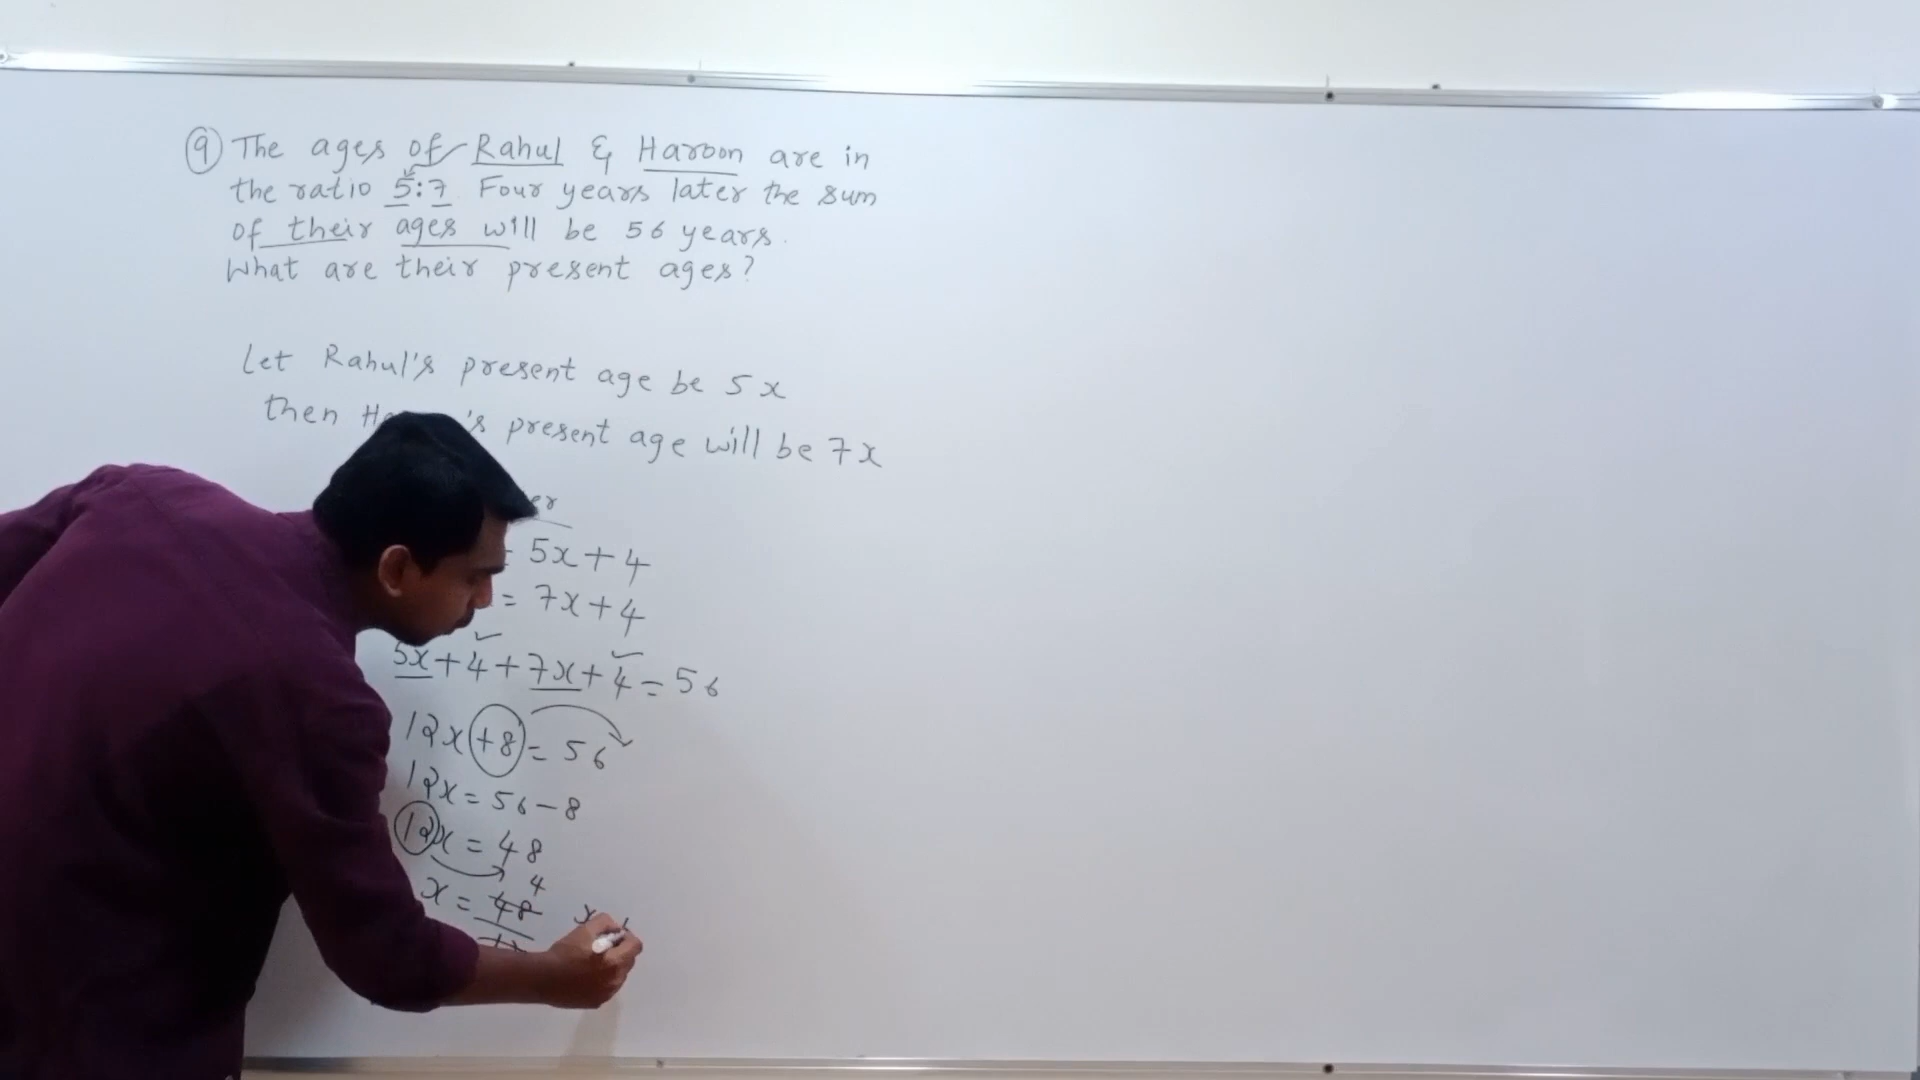 9 The ages of Rahul & Haroon are in
the ratio 5:7 Four years later the sum
of their ages will be 56 years.
What are their present ages?
Let Rahul's present age be 5x
then 's present age will be 7x
= 5x+4
= 7x+4
5x+4+7x+4=56
12x+8=56
12x=56-8
12x=48
4
x=48
x